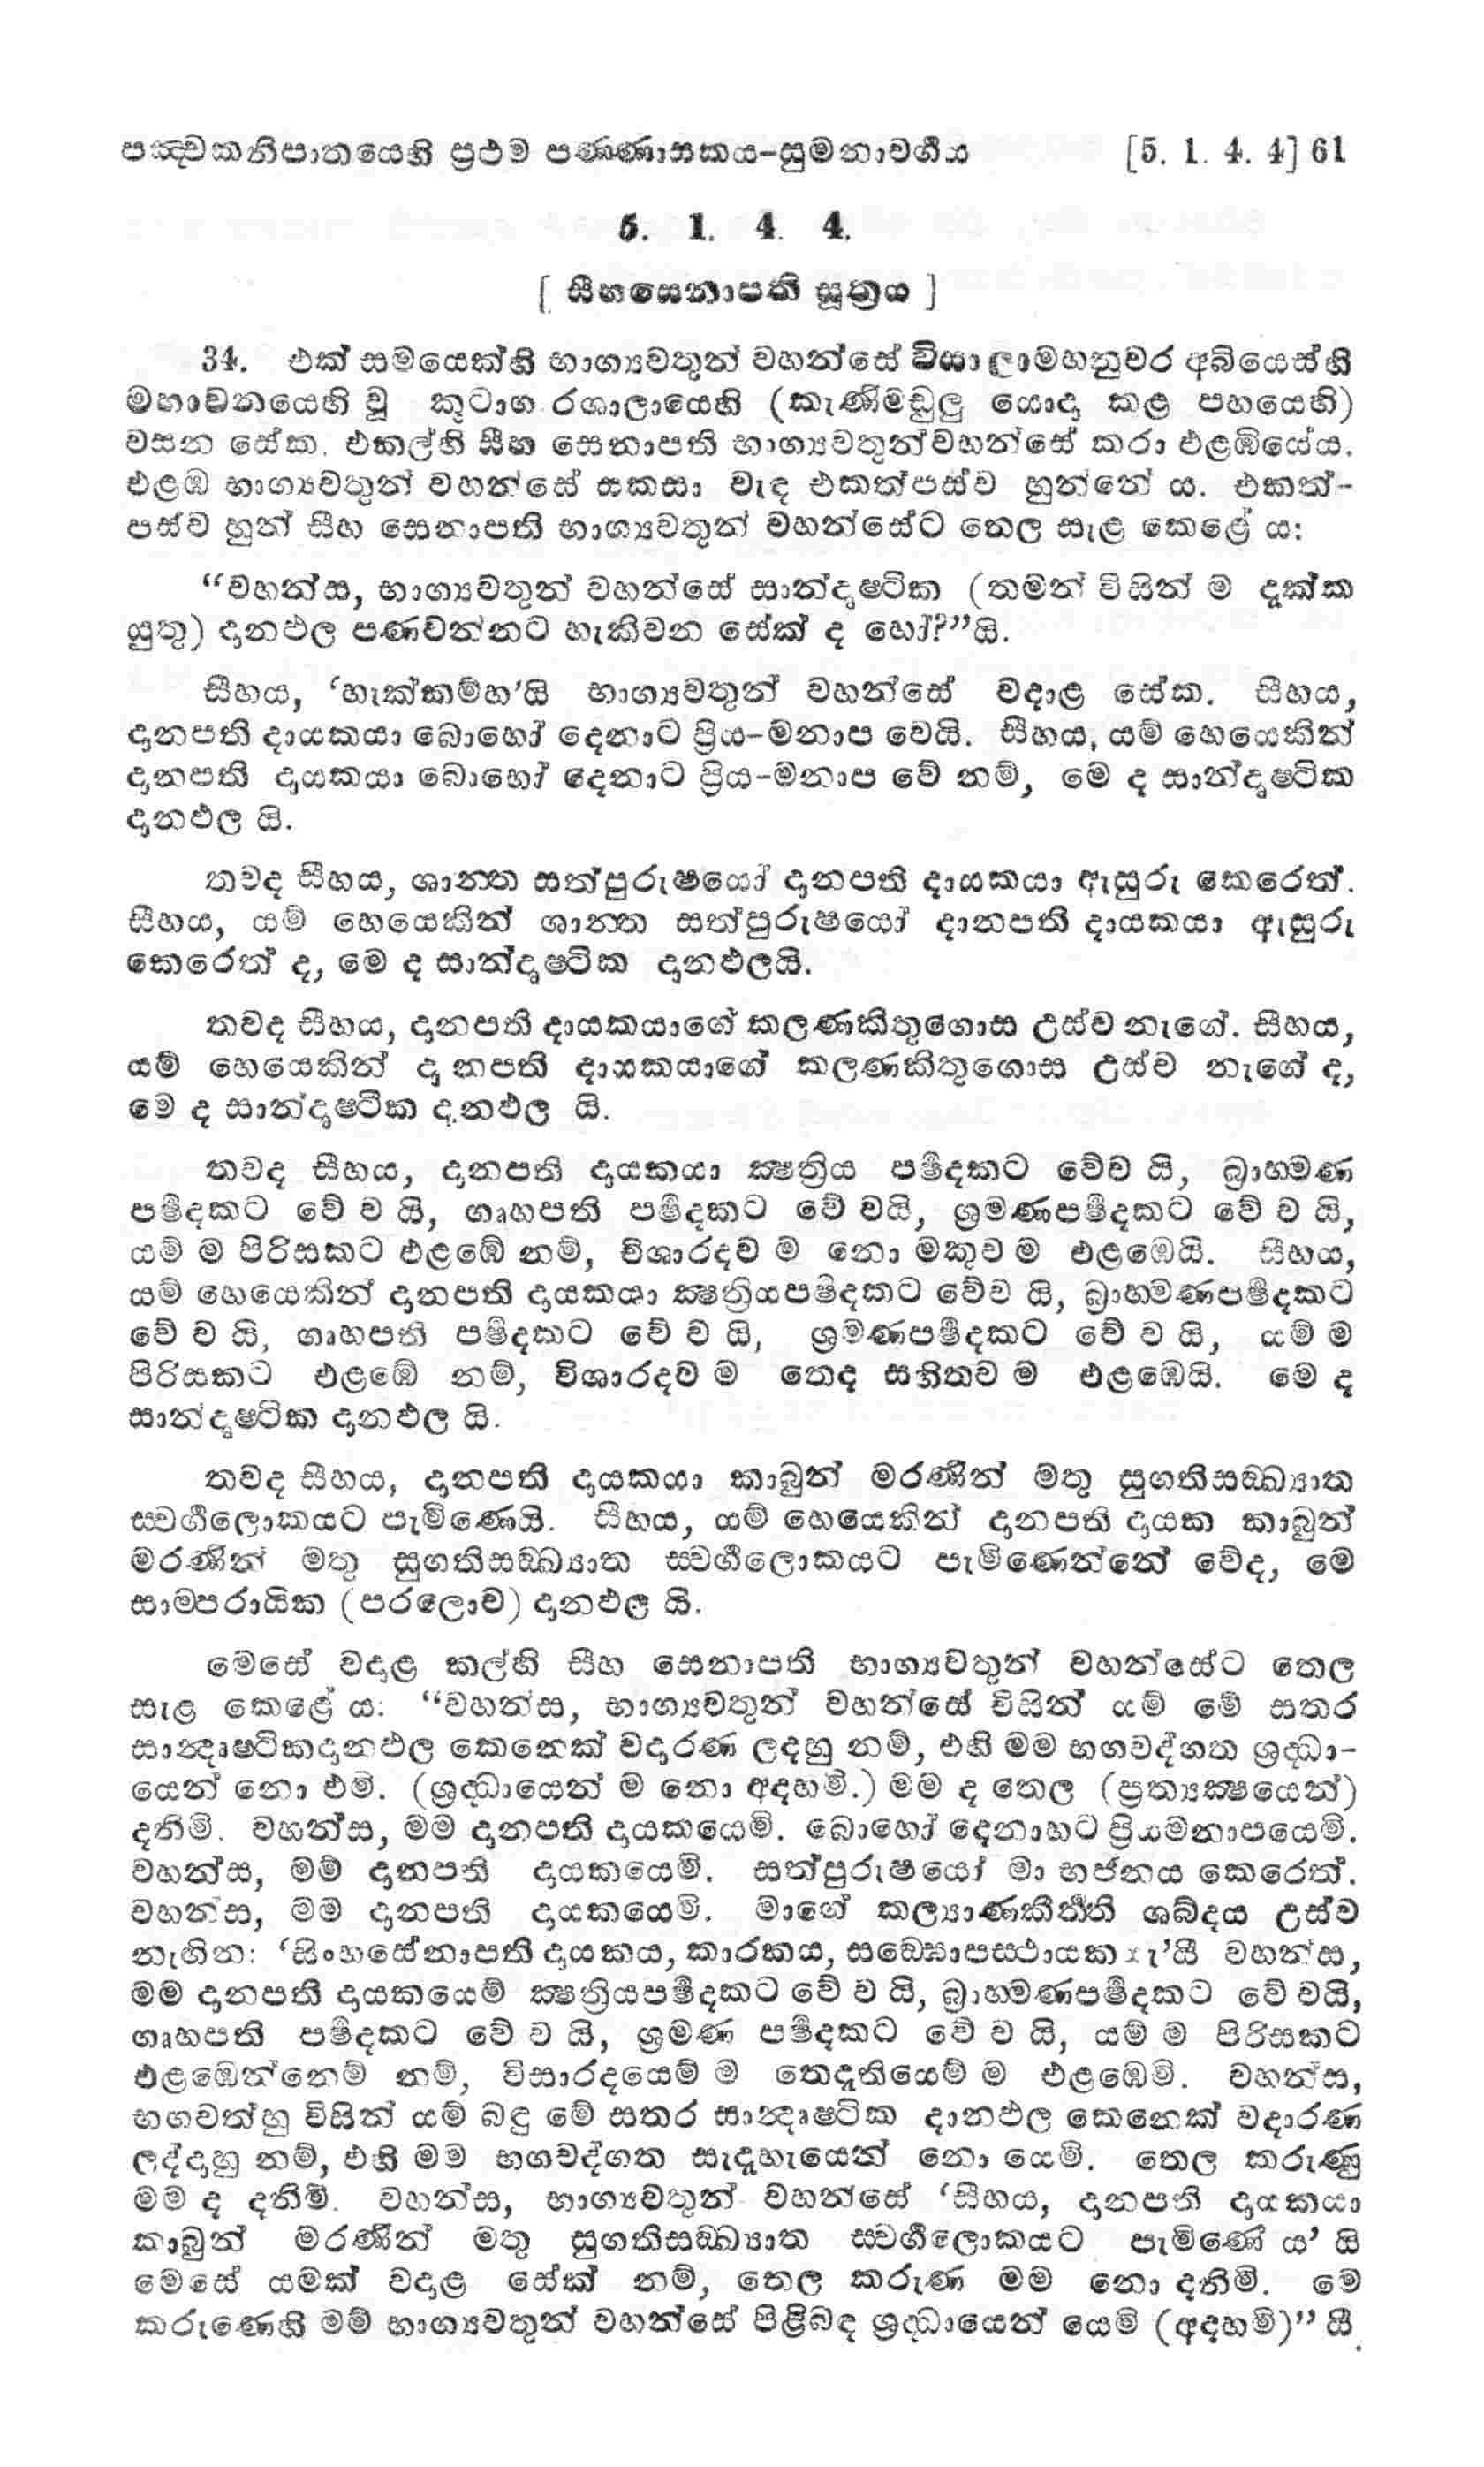 පඤ්චකනිපාතයෙහි ප්‍රථම පණ්ණාසකය-සුමනාවර්ගය [5. 1. 4. 4] 61
5. 1. 4. 4.
[ සීහසෙනාපති සූත්‍රය ]
34. එක් සමයෙක්හි භාග්‍යවතුන් වහන්සේ විසාලාමහනුවර අබියෙස්හි
මහාවනයෙහි වූ කූටාග රශාලායෙහි (කැණිමඬුලු යොදා කළ පහයෙහි)
වසන සේක. එකල්හි සීහ සෙනාපති භාග්‍යවතුන්වහන්සේ කරා එළඹියේය.
එළඹ භාග්‍යවතුන් වහන්සේ සකසා වැඳ එකත්පස්ව හුන්නේ ය. එකත්-
පස්ව හුන් සීහ සෙනාපති භාග්‍යවතුන් වහන්සේට තෙල සැළ කෙළේ ය:
“වහන්ස, භාග්‍යවතුන් වහන්සේ සාන්දෘෂ්ටික (තමන් විසින් ම දැක්ක
යුතු) දානඵල පණවන්නට හැකිවන සේක් ද හෝ?”යි.
සීහය, ‘හැක්කම්හ’යි භාග්‍යවතුන් වහන්සේ වදාළ සේක. සීහය,
දානපති දායකයා බොහෝ දෙනාට ප්‍රිය-මනාප වෙයි. සීහය, යම් හෙයෙකින්
දානපති දායකයා බොහෝ දෙනාට ප්‍රිය-මනාප වේ නම්, මෙ ද සාන්දෘෂ්ටික
දානඵල යි.
තවද සීහය, ශාන්ත සත්පුරුෂයෝ දානපති දායකයා ඇසුරු කෙරෙත්.
සීහය, යම් හෙයෙකින් ශාන්ත සත්පුරුෂයෝ දානපති දායකයා ඇසුරු
කෙරෙත් ද, මෙ ද සාන්දෘෂ්ටික දානඵලයි.
තවද සීහය, දානපති දායකයාගේ කලණකිතුගොස උස්ව නැගේ. සීහය,
යම් හෙයෙකින් දානපති දායකයාගේ කලණකිතුගොස උස්ව නැගේ ද,
මෙ ද සාන්දෘෂ්ටික දානඵල යි.
තවද සීහය, දානපති දායකයා ක්‍ෂත්‍රිය පර්ෂදකට වේව යි, බ්‍රාහ්මණ
පර්ෂදකට වේ ව යි, ගෘහපති පර්ෂදකට වේ වයි, ශ්‍රමණපර්ෂදකට වේ ව යි,
යම් ම පිරිසකට එළඹේ නම්, විශාරදව ම නො මකුව ම එළඹෙයි. සීහය,
යම් හෙයෙකින් දානපති දායකයා ක්‍ෂත්‍රියපර්ෂදකට වේව යි, බ්‍රාහ්මණපර්ෂදකට
වේ ව යි, ගෘහපති පර්ෂදකට වේ ව යි, ශ්‍රමණපර්ෂදකට වේ ව යි, යම් ම
පිරිසකට එළඹේ නම්, විශාරදව ම තෙද සහිතව ම එළඹෙයි. මෙ ද
සාන්දෘෂ්ටික දානඵල යි.
තවද සීහය, දානපති දායකයා කාබුන් මරණින් මතු සුගතිසඞ්ඛ්‍යාත
ස්වර්ගලොකයට පැමිණෙයි. සීහය, යම් හෙයෙකින් දානපති දායක කාබුන්
මරණින් මතු සුගතිසඞ්ඛ්‍යාත ස්වර්ගලොකයට පැමිණෙන්නේ වේද, මෙ
සාම්පරායික (පරලොව) දානඵල යි.
මෙසේ වදාළ කල්හි සීහ සෙනාපති භාග්‍යවතුන් වහන්සේට තෙල
සැළ කෙළේ ය: “වහන්ස, භාග්‍යවතුන් වහන්සේ විසින් යම් මේ සතර
සාන්දෘෂ්ටිකදානඵල කෙනෙක් වදාරණ ලදහු නම්, එහි මම භගවද්ගත ශ්‍රද්ධා-
යෙන් නො එමි. (ශ්‍රද්ධායෙන් ම නො අදහමි.) මම ද තෙල (ප්‍රත්‍යක්‍ෂයෙන්)
දනිමි. වහන්ස, මම දානපති දායකයෙමි. බොහෝ දෙනාහට ප්‍රියමනාපයෙමි.
වහන්ස, මම් දානපති දායකයෙමි. සත්පුරුෂයෝ මා භජනය කෙරෙත්.
වහන්ස, මම දානපති දායකයෙමි. මාගේ කල්‍යාණකීර්ත්ති ශබ්දය උස්ව
නැඟින: ‘සිංහසේනාපති දායකය, කාරකය, සඞ්ඝොපස්ථායකයැ’යී වහන්ස,
මම දානපති දායකයෙම් ක්‍ෂත්‍රියපර්ෂදකට වේ ව යි, බ්‍රාහ්මණපර්ෂදකට වේ වයි,
ගෘහපති පර්ෂදකට වේ ව යි, ශ්‍රමණ පර්ෂදකට වේ ව යි, යම් ම පිරිසකට
එළඹෙන්නෙම් නම්, විසාරදයෙම් ම තෙදැතියෙම් ම එළඹෙමි. වහන්ස,
භගවත්හු විසින් යම් බඳු මේ සතර සාන්දෘෂ්ටික දානඵල කෙනෙක් වදාරණ
ලද්දාහු නම්, එහි මම භගවද්ගත සැදැහැයෙන් නො යෙමි. තෙල කරුණු
මම ද දනිමි. වහන්ස, භාග්‍යවතුන් වහන්සේ ‘සීහය, දානපති දායකයා
කාබුන් මරණින් මතු සුගතිසඞ්ඛ්‍යාත ස්වර්ගලොකයට පැමිණේ ය’ යි
මෙසේ යමක් වදාළ සේක් නම්, තෙල කරුණ මම නො දනිමි. මෙ
කරුණෙහි මම් භාග්‍යවතුන් වහන්සේ පිළිබඳ ශ්‍රද්ධායෙන් යෙමි (අදහමි)” යී.